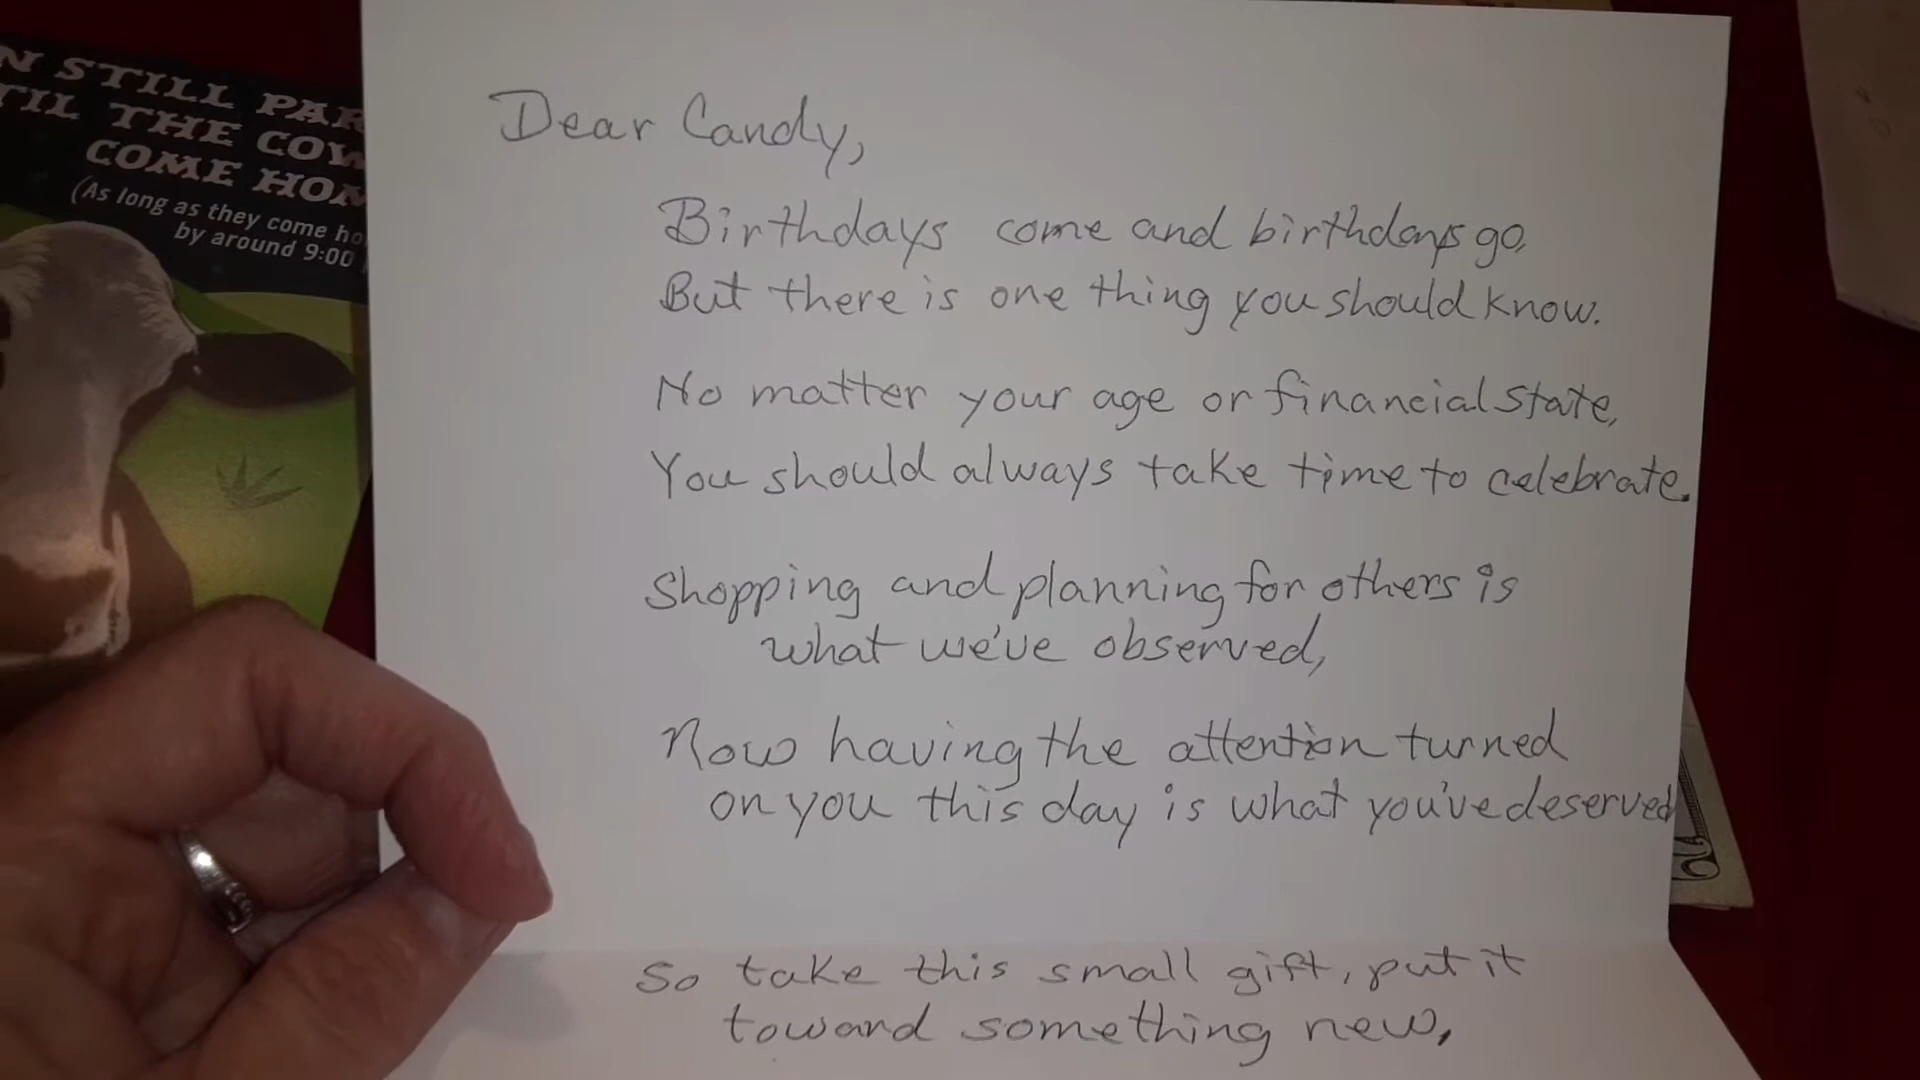 N STILL PAR
TIL THE COW
COME HOM
(As long as they come ho
by around 9:00
Dear Candy,
Birthdays come and birthdays go,
But there is one thing you should know.
No matter your age or financial state,
You should always take time to celebrate.
Shopping and planning for others is
what we've observed,
Now having the attention turned
on you this day is what you've deserved
So take this small gift, put it
toward something new,